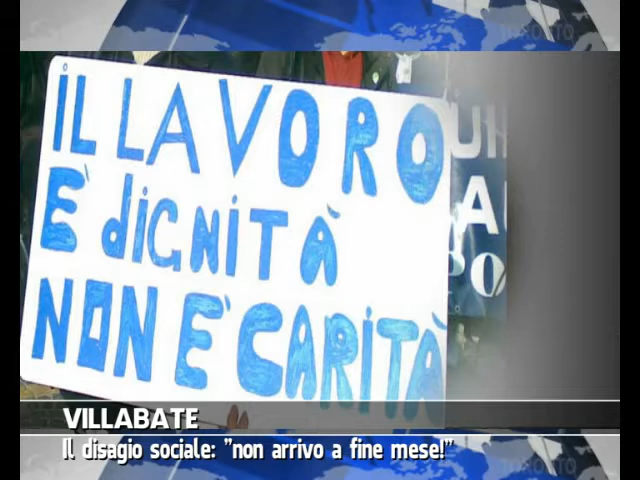 IL LAVORO
È diGNiTÀ
NON E' CARiTÀ
VILLABATE
Il disagio sociale: "non arrivo a fine mese!"